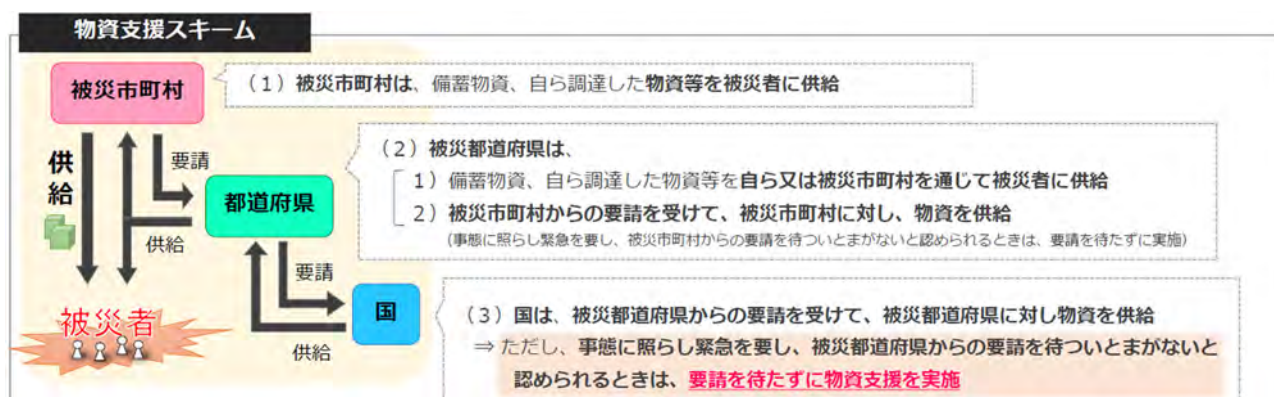 物資支援スキーム
被災市町村
(1)被災市町村は、備蓄物資、自ら調達した物資等を被災者に供給
供給
要請
都道府県
供給
(2)被災都道府県は、
1)備蓄物資、自ら調達した物資等を自ら又は被災市町村を通じて被災者に供給
2)被災市町村からの要請を受けて、被災市町村に対し、物資を供給
(事態に照らし緊急を要し、被災市町村からの要請を待ついとまがないと認められるときは、要請を待たずに実施)
要請
国
供給
被災者
(3)国は、被災都道府県からの要請を受けて、被災都道府県に対し物資を供給
⇒ ただし、事態に照らし緊急を要し、被災都道府県からの要請を待ついとまがないと
認められるときは、要請を待たずに物資支援を実施